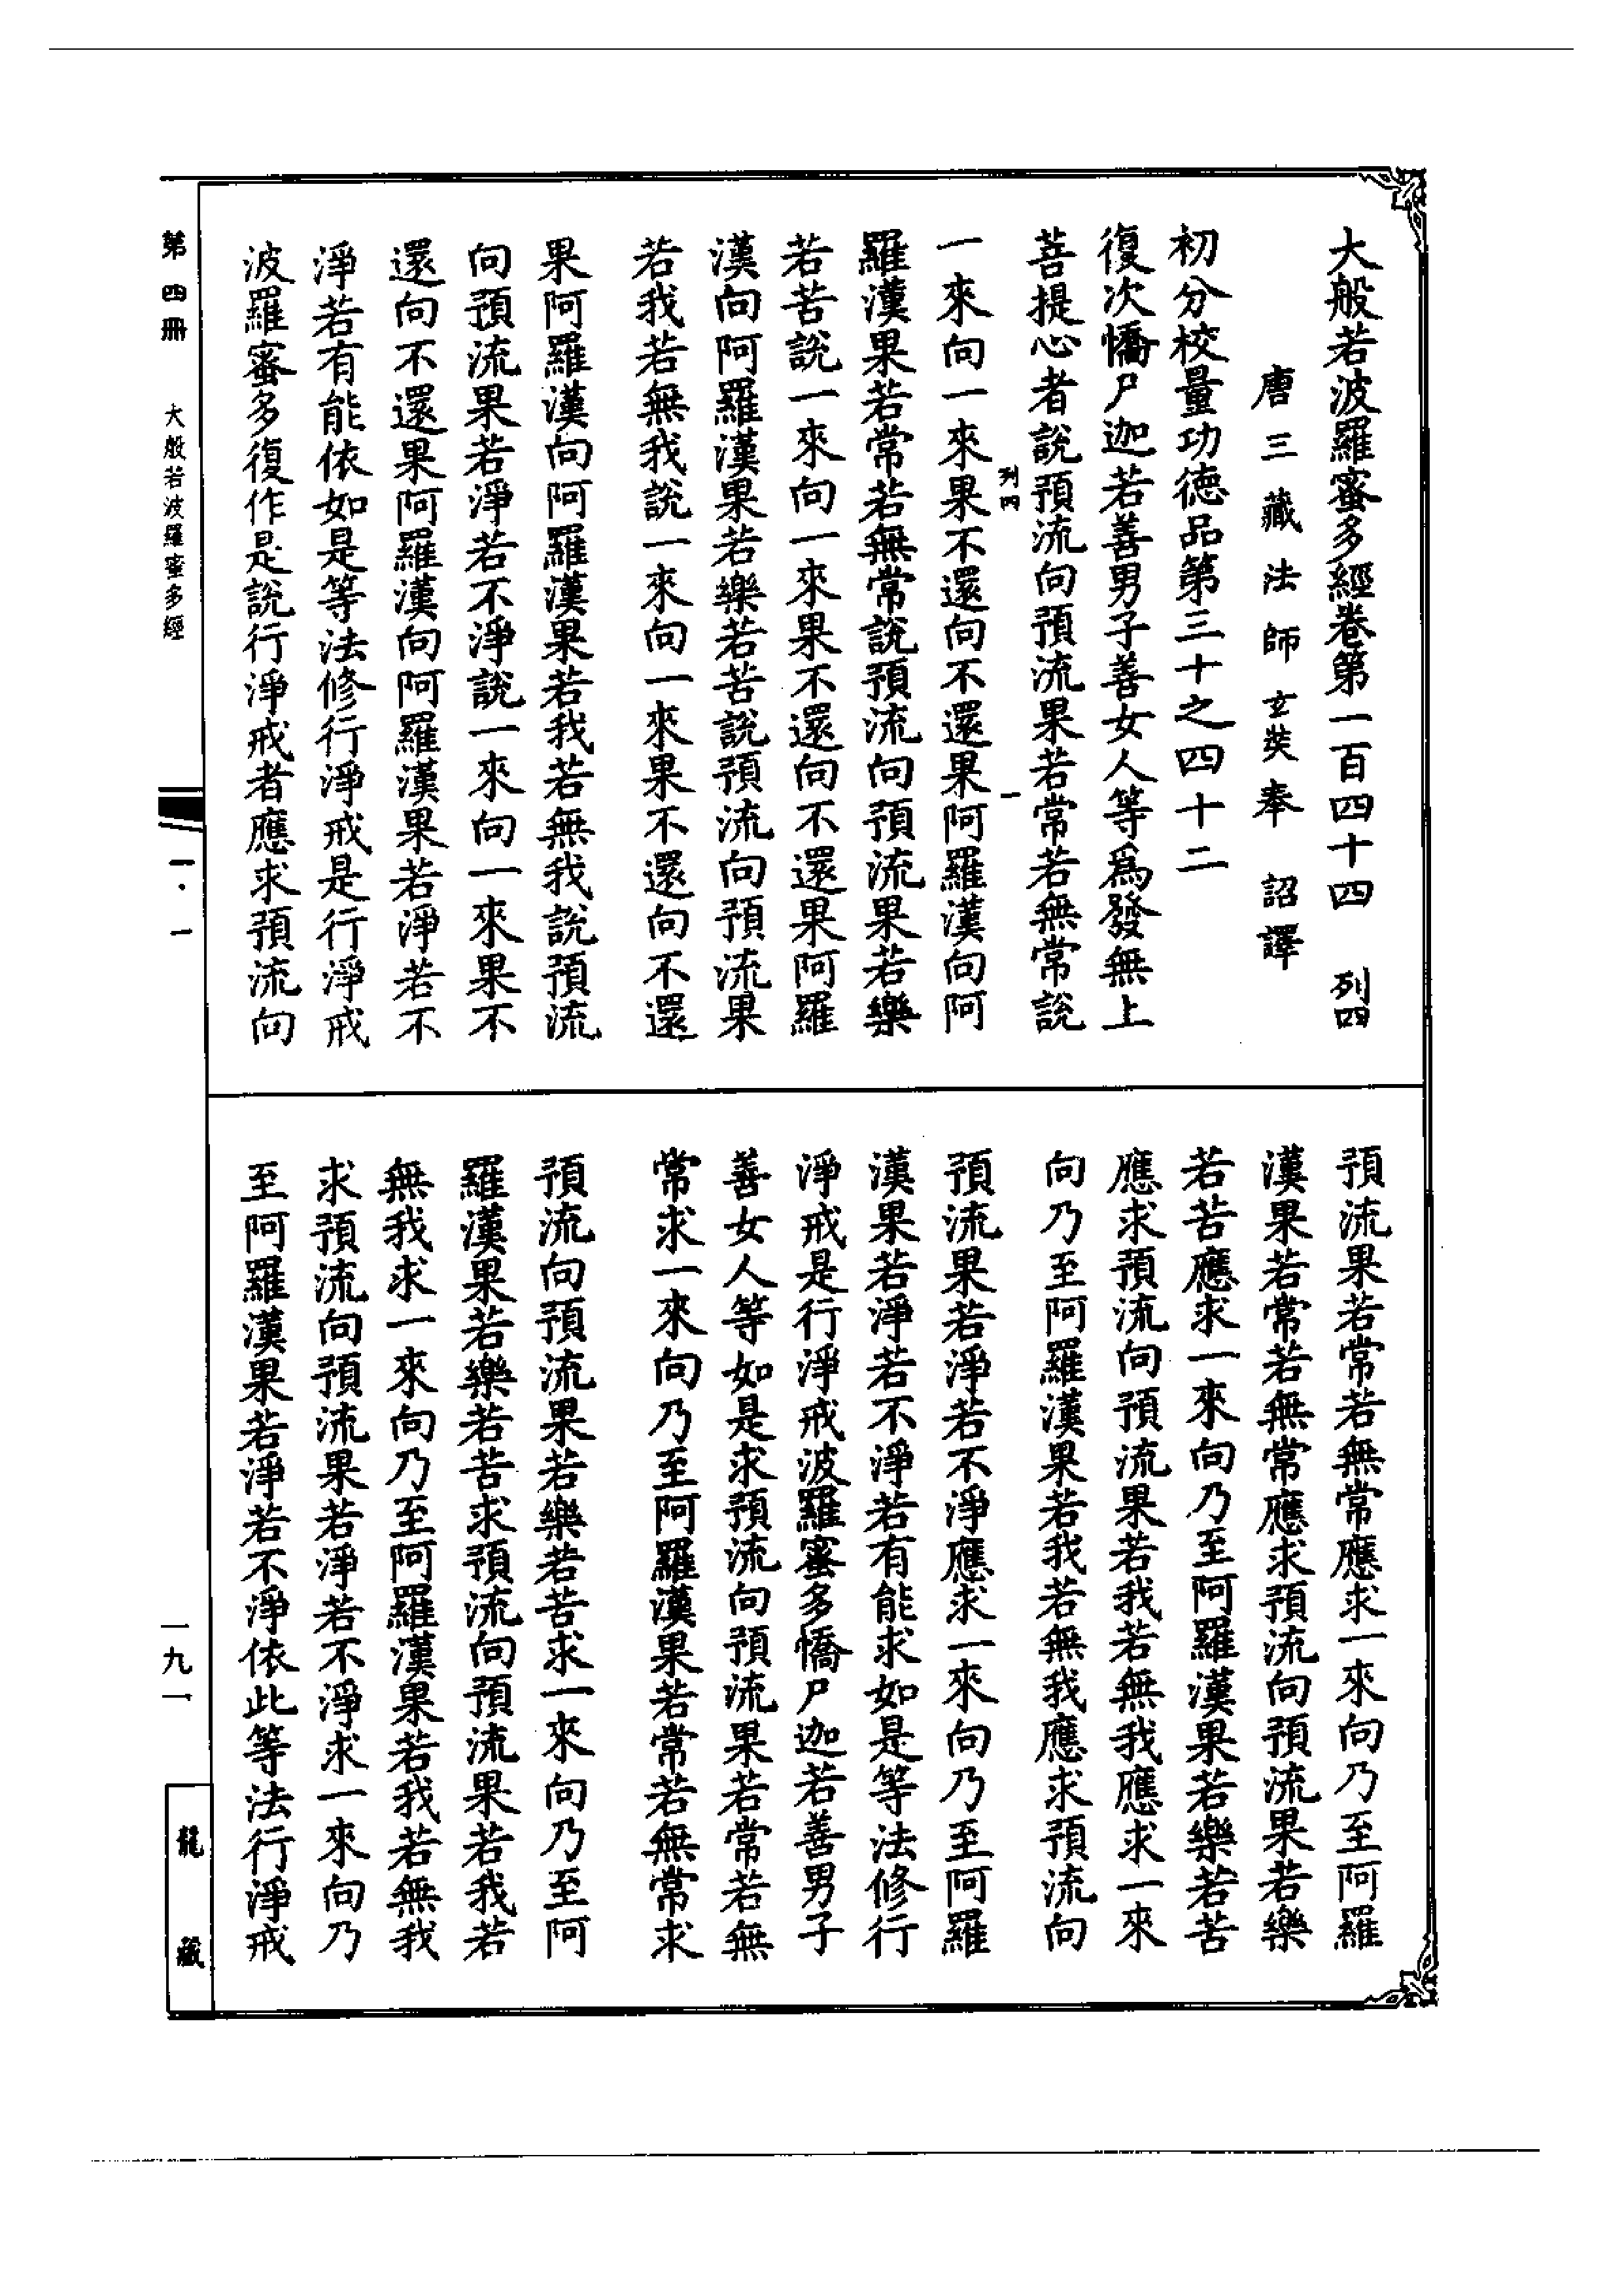 大般若波羅蜜多經卷第一百四十四 列四
唐三藏法師玄奘奉 詔譯
初分校量功德品第三十之四十二
復次憍尸迦若善男子善女人等爲發無上
菩提心者說預流向預流果若常若無常說
列四 一
一來向一來果不還向不還果阿羅漢向阿
羅漢果若常若無常說預流向預流果若樂
若苦說一來向一來果不還向不還果阿羅
漢向阿羅漢果若樂若苦說預流向預流果
若我若無我說一來向一來果不還向不還
果阿羅漢向阿羅漢果若我若無我說預流
向預流果若淨若不淨說一來向一來果不
還向不還果阿羅漢向阿羅漢果若淨若不
淨若有能依如是等法修行淨戒是行淨戒
波羅蜜多復作是說行淨戒者應求預流向
預流果若常若無常應求一來向乃至阿羅
漢果若常若無常應求預流向預流果若樂
若苦應求一來向乃至阿羅漢果若樂若苦
應求預流向預流果若我若無我應求一來
向乃至阿羅漢果若我若無我應求預流向
預流果若淨若不淨應求一來向乃至阿羅
漢果若淨若不淨若有能求如是等法修行
淨戒是行淨戒波羅蜜多憍尸迦若善男子
善女人等如是求預流向預流果若常若無
常求一來向乃至阿羅漢果若常若無常求
預流向預流果若樂若苦求一來向乃至阿
羅漢果若樂若苦求預流向預流果若我若
無我求一來向乃至阿羅漢果若我若無我
求預流向預流果若淨若不淨求一來向乃
至阿羅漢果若淨若不淨依此等法行淨戒
第四冊 大般若波羅蜜多經
一·一
一九一
龍藏